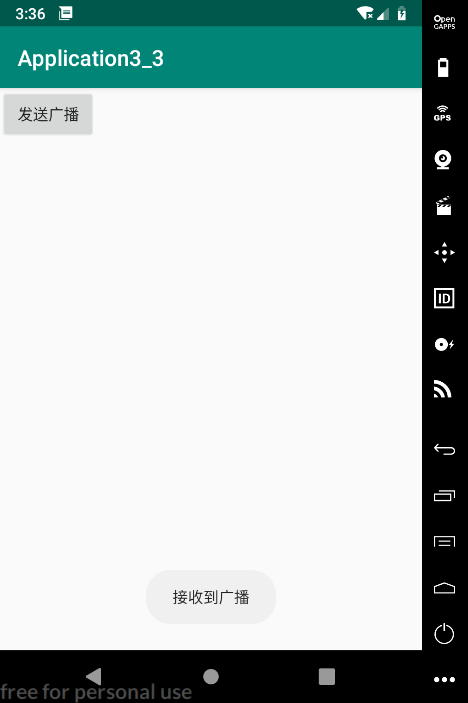 3:36
Open
GAPPS
Application3_3
发送广播
GPS
ID
接收到广播
free for personal use